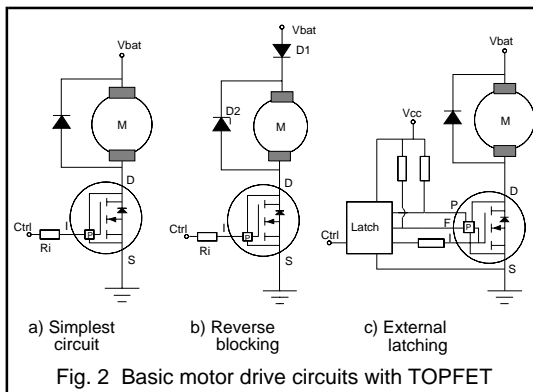 Vbat
M
D
Ctrl
I
P
Ri
S
a) Simplest
circuit
Vbat
D1
D2
M
D
Ctrl
I
P
Ri
S
b) Reverse
blocking
Vbat
Vcc
M
D
P
F
P
Latch
I
Ctrl
S
c) External
latching
Fig. 2 Basic motor drive circuits with TOPFET